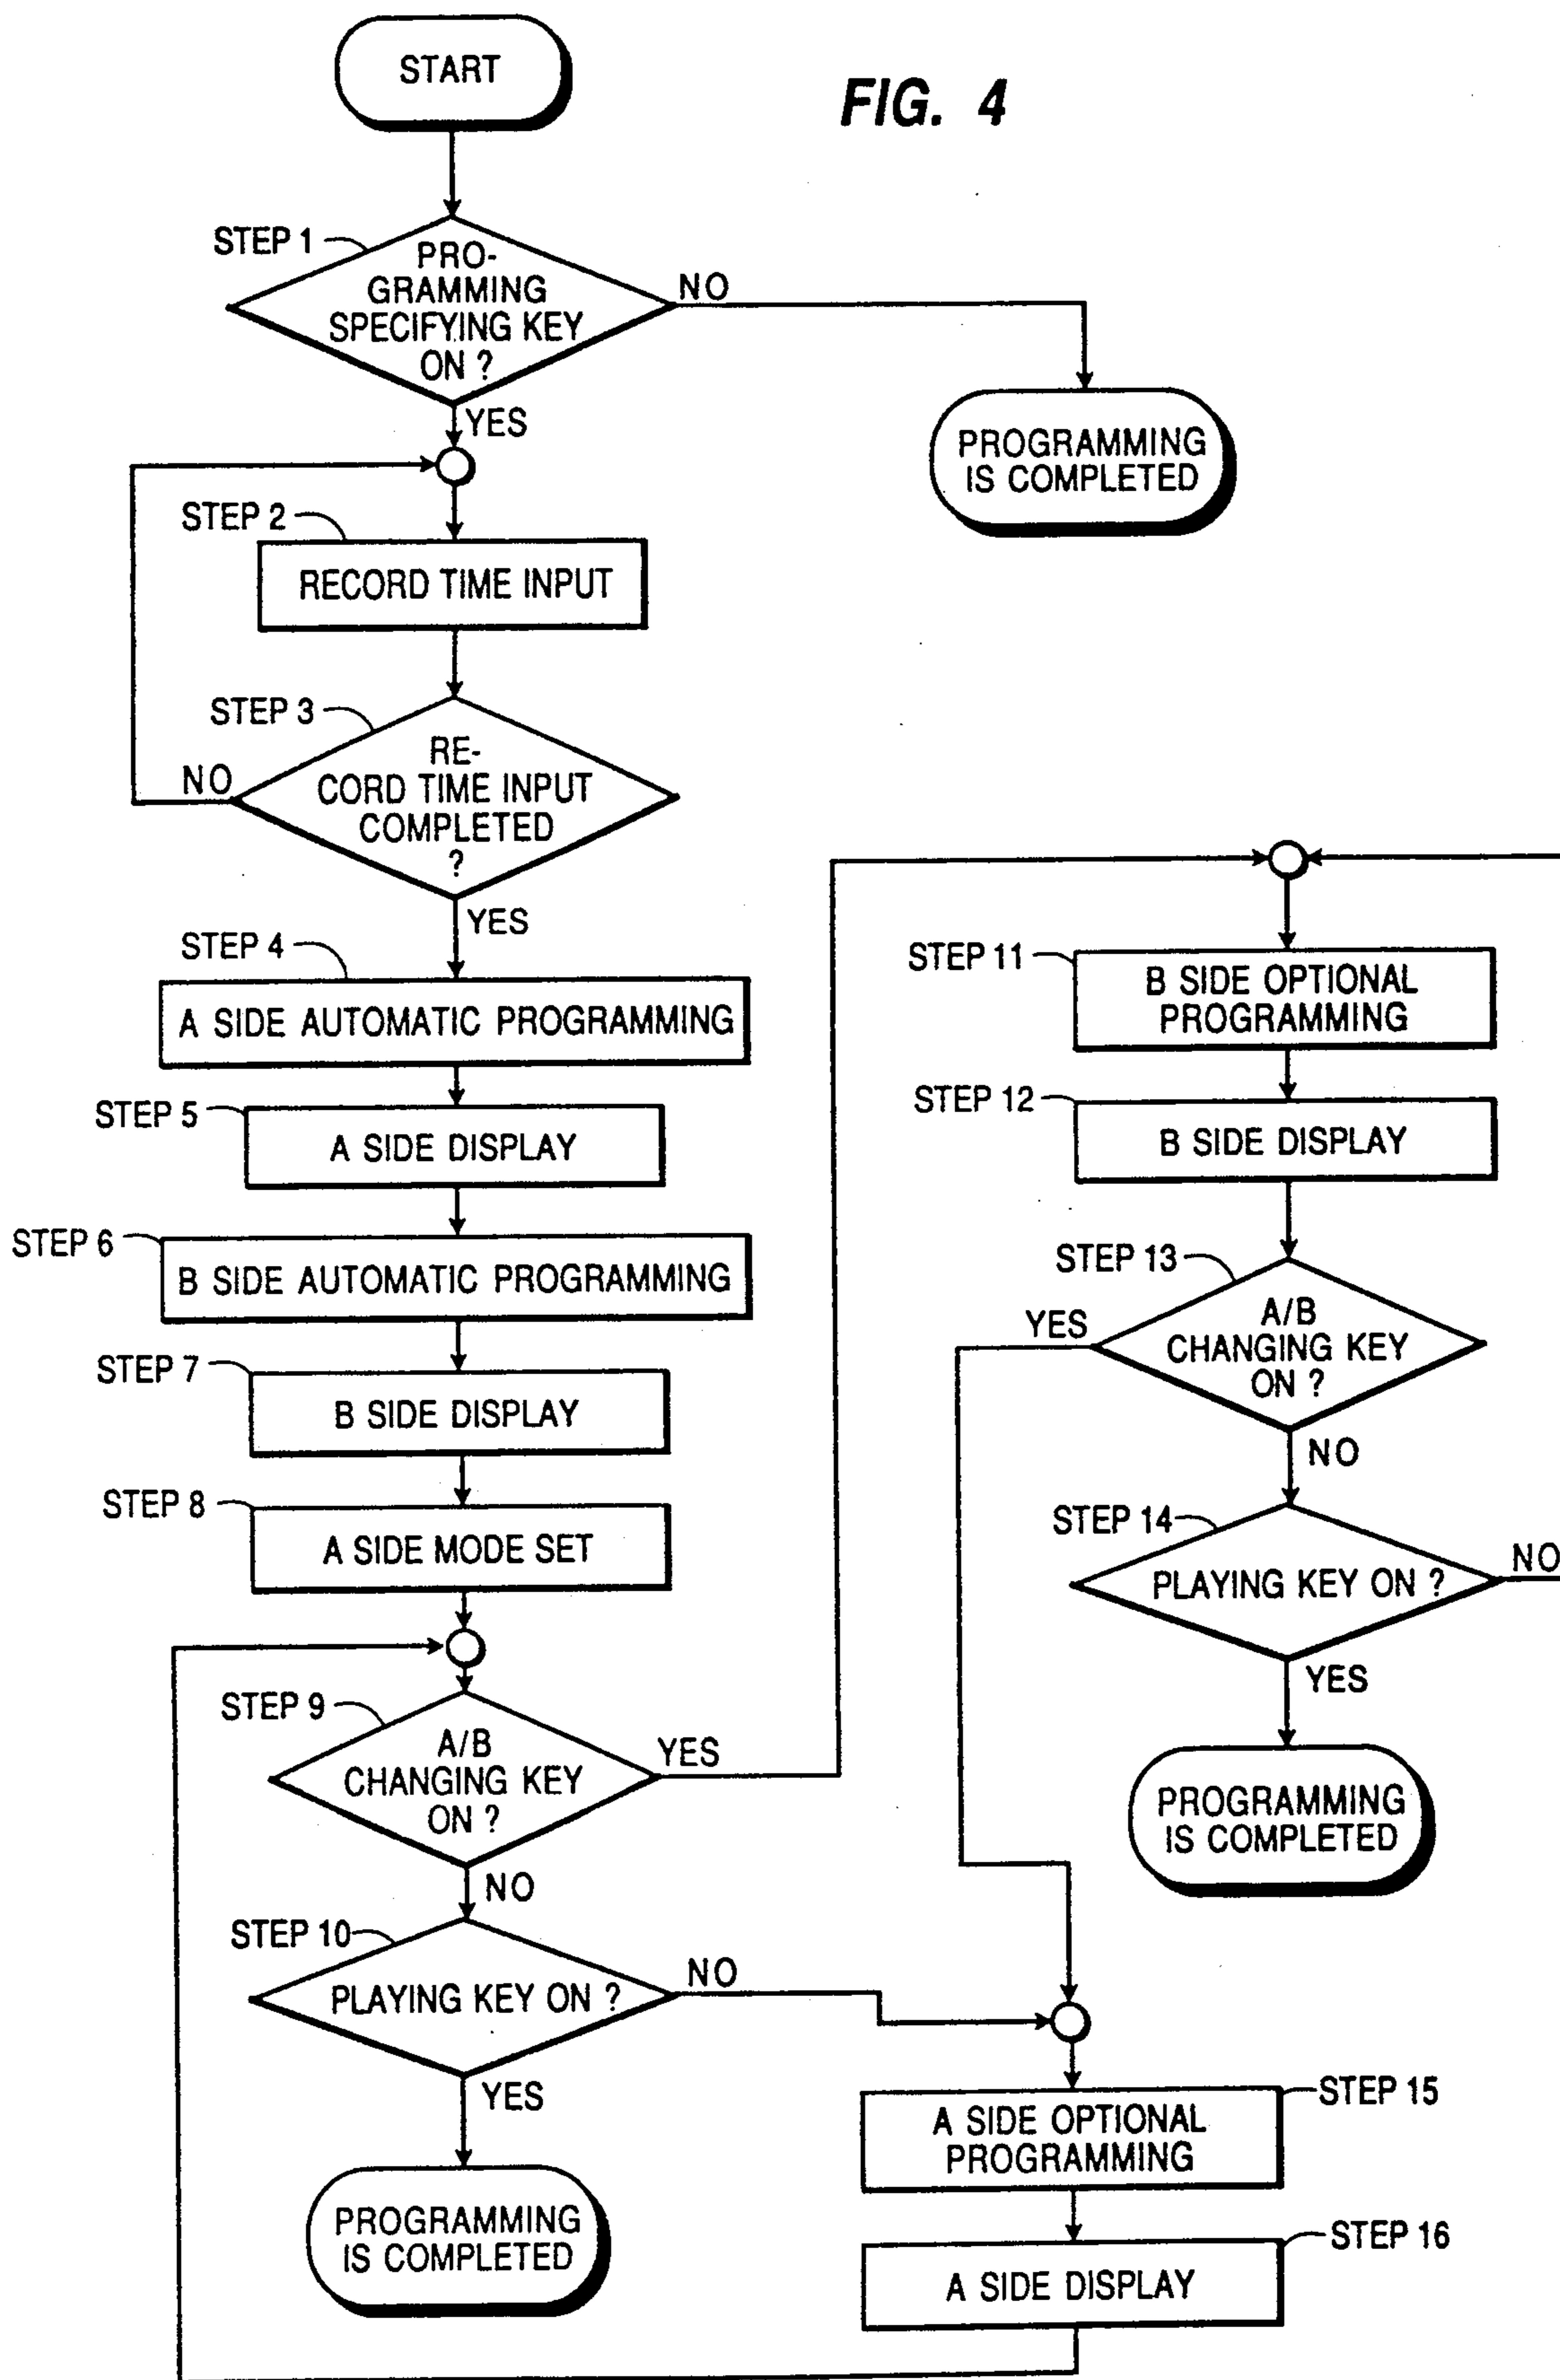 FIG. 4
START
STEP 1
PRO-
GRAMMING
SPECIFYING KEY
ON ?
NO
YES
PROGRAMMING
IS COMPLETED
STEP 2
RECORD TIME INPUT
STEP 3
RE-
CORD TIME INPUT
COMPLETED
?
NO
YES
STEP 4
A SIDE AUTOMATIC PROGRAMMING
STEP 5
A SIDE DISPLAY
STEP 6
B SIDE AUTOMATIC PROGRAMMING
STEP 7
B SIDE DISPLAY
STEP 8
A SIDE MODE SET
STEP 9
A/B
CHANGING KEY
ON ?
YES
NO
STEP 10
PLAYING KEY ON ?
NO
YES
PROGRAMMING
IS COMPLETED
STEP 11
B SIDE OPTIONAL
PROGRAMMING
STEP 12
B SIDE DISPLAY
STEP 13
A/B
CHANGING KEY
ON ?
YES
NO
STEP 14
PLAYING KEY ON ?
NO
YES
PROGRAMMING
IS COMPLETED
STEP 15
A SIDE OPTIONAL
PROGRAMMING
STEP 16
A SIDE DISPLAY